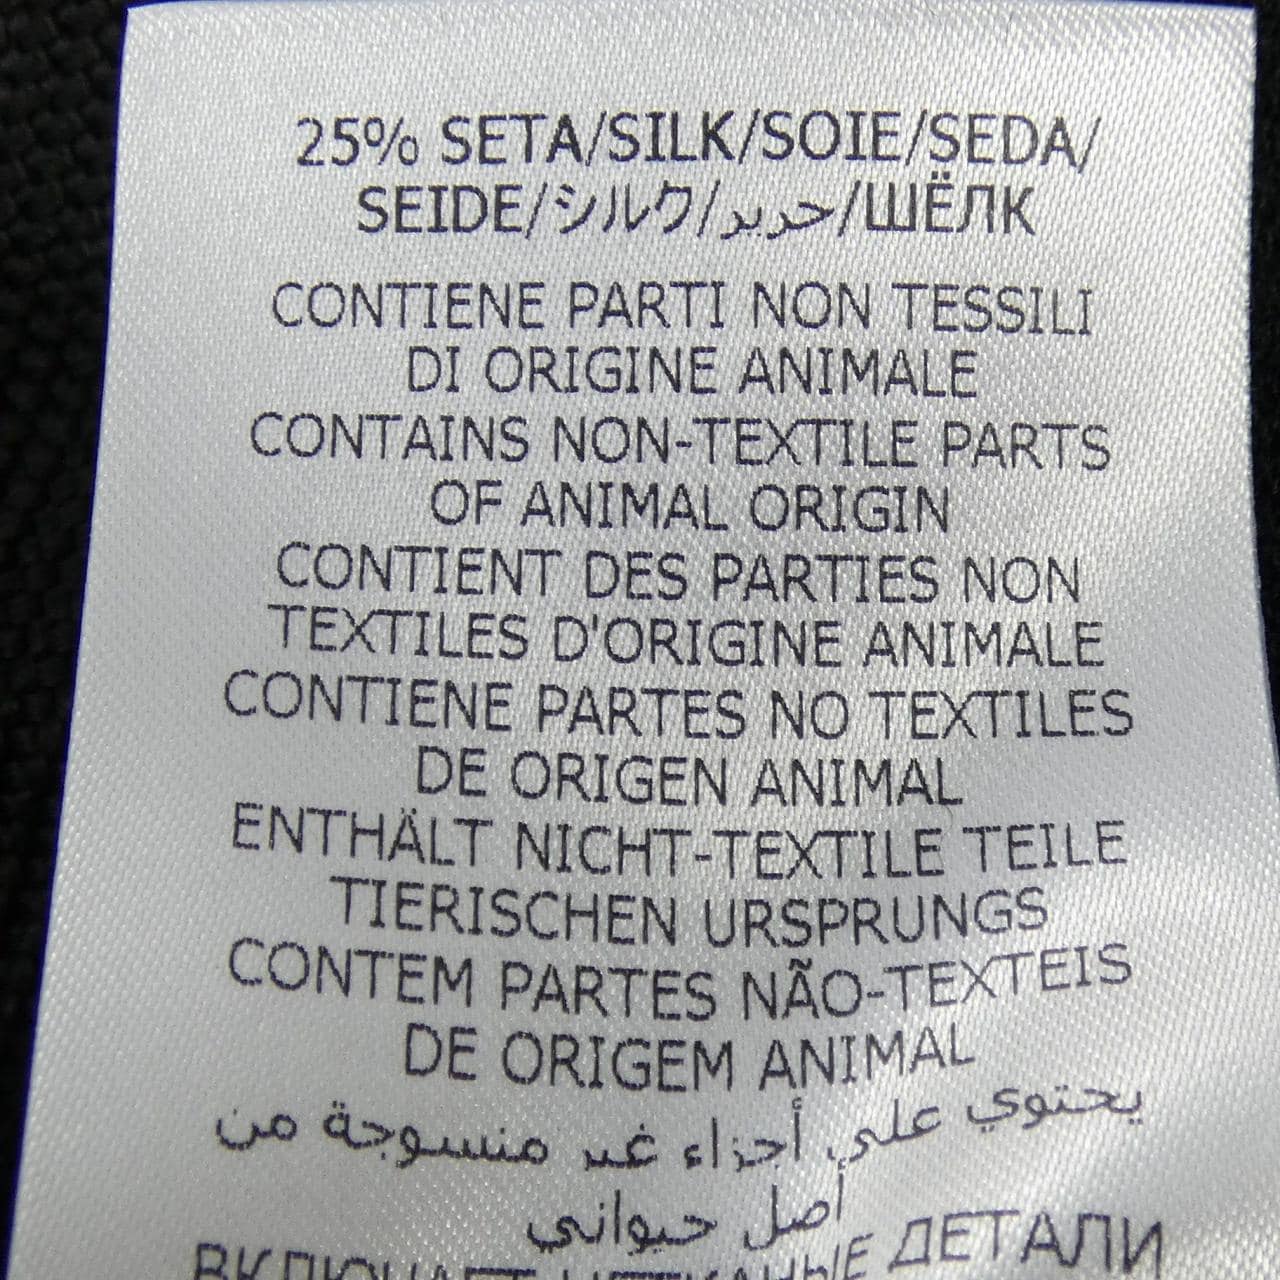 25% SETA/SILK/SOIE/SEDA/
SEIDE/シルク/حرير/ШЁЛК
CONTIENE PARTI NON TESSILI
DI ORIGINE ANIMALE
CONTAINS NON-TEXTILE PARTS
OF ANIMAL ORIGIN
CONTIENT DES PARTIES NON
TEXTILES D'ORIGINE ANIMALE
CONTIENE PARTES NO TEXTILES
DE ORIGEN ANIMAL
ENTHÄLT NICHT-TEXTILE TEILE
TIERISCHEN URSPRUNGS
CONTEM PARTES NÃO-TEXTEIS
DE ORIGEM ANIMAL
يحتوي على أجزاء غير منسوجة من
أصل حيواني
ВКЛЮЧАЕТ НЕТКАНЫЕ ДЕТАЛИ